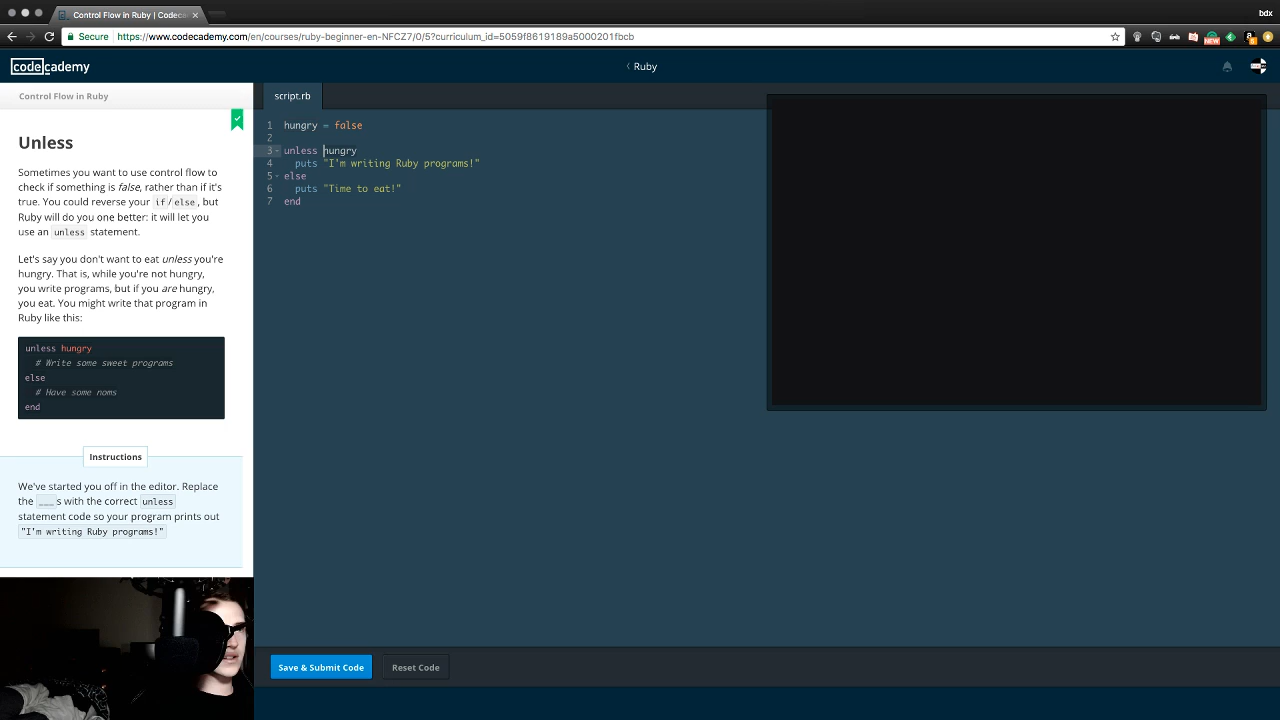 Control Flow in Ruby | Codeca
bdx
Secure
https://www.codecademy.com/en/courses/ruby-beginner-en-NFCZ7/0/5?curriculum_id=5059f8619189a5000201fbcb
NEW
codecademy
Ruby
Control Flow in Ruby
script.rb
Unless
Sometimes you want to use control flow to
check if something is false, rather than if it's
true. You could reverse your if/else, but
Ruby will do you one better: it will let you
use an unless statement.
Let's say you don't want to eat unless you're
hungry. That is, while you're not hungry,
you write programs, but if you are hungry,
you eat. You might write that program in
Ruby like this:
unless hungry
# Write some sweet programs
else
# Have some noms
end
Instructions
We've started you off in the editor. Replace
the ___s with the correct unless
statement code so your program prints out
"I'm writing Ruby programs!"
1 hungry = false
2
3 unless hungry
4 puts "I'm writing Ruby programs!"
5 else
6 puts "Time to eat!"
7 end
Save & Submit Code
Reset Code